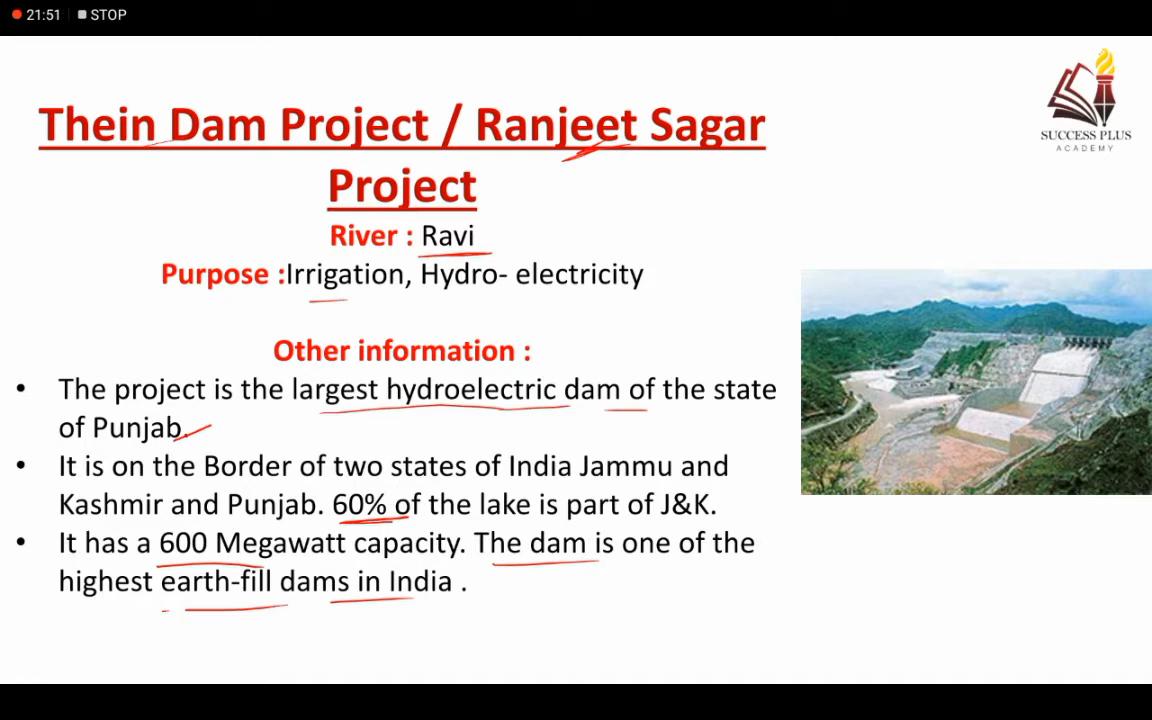 21:51 STOP
SUCCESS PLUS
ACADEMY
Thein Dam Project / Ranjeet Sagar
Project
River : Ravi
Purpose :Irrigation, Hydro- electricity
Other information :
• The project is the largest hydroelectric dam of the state
of Punjab.
• It is on the Border of two states of India Jammu and
Kashmir and Punjab. 60% of the lake is part of J&K.
• It has a 600 Megawatt capacity. The dam is one of the
highest earth-fill dams in India .